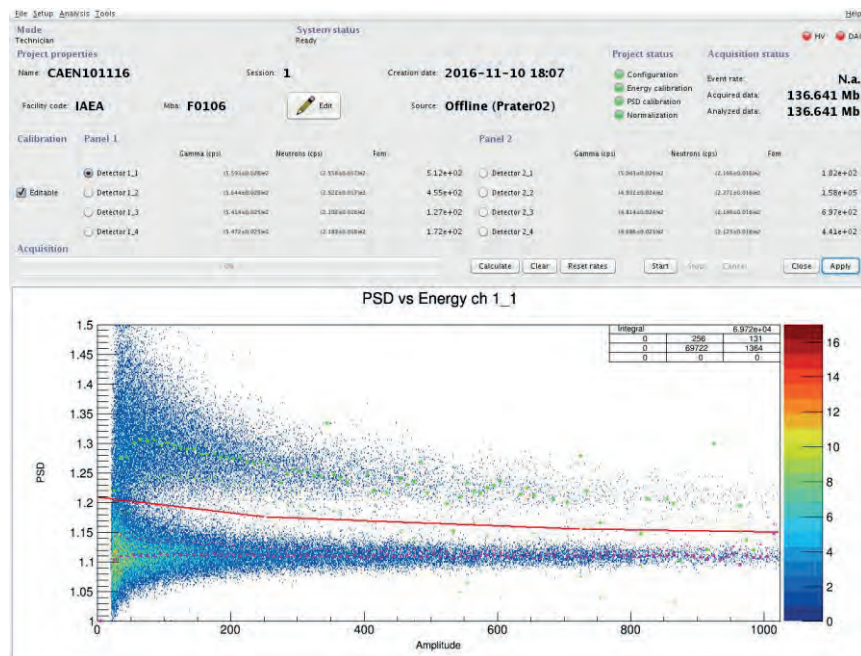 File Setup Analysis Tools Help
Mode System status
Technician Ready HV DAQ
Project properties Project status Acquisition status
Name: CAEN101116 Session: 1 Creation date: 2016-11-10 18:07 Configuration Event rate: N.a.
Energy calibration Acquired data: 136.641 Mb
Facility code: IAEA Mba: F0106 Edit Source: Offline (Prater02) PSD calibration Analyzed data: 136.641 Mb
Normalization
Calibration Panel 1 Panel 2
Gamma (cps) Neutrons (cps) Fom Gamma (cps) Neutrons (cps) Fom
Detector 1_1 5.12e+02 Detector 2_1 1.82e+02
Editable Detector 1_2 4.55e+02 Detector 2_2 1.58e+05
Detector 1_3 1.27e+02 Detector 2_3 6.97e+02
Detector 1_4 1.72e+02 Detector 2_4 4.41e+02
Acquisition
0% Calculate Clear Reset rates Start Stop Cancel Close Apply
PSD vs Energy ch 1_1
Integral 6.972e+04
0 256 131
0 69722 1364
0 0 0
1.5
1.45
1.4
1.35
1.3
1.25
1.2
1.15
1.1
1.05
1
PSD
0 200 400 600 800 1000
Amplitude
16
14
12
10
8
6
4
2
0